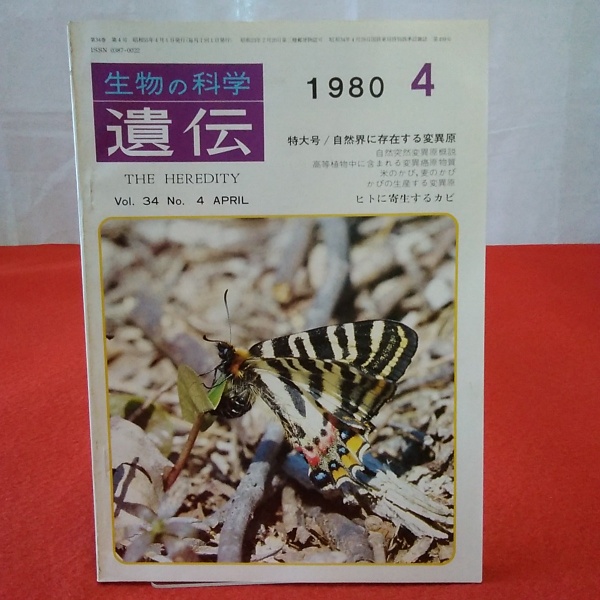 ISSN 0387-0022
生物の科学
遺伝
THE HEREDITY
Vol. 34 No. 4 APRIL
1980 4
特大号/自然界に存在する変異原
自然突然変異原概説
高等植物中に含まれる変異癌原物質
米のかび,麦のかび
かびの生産する変異原
ヒトに寄生するカビ